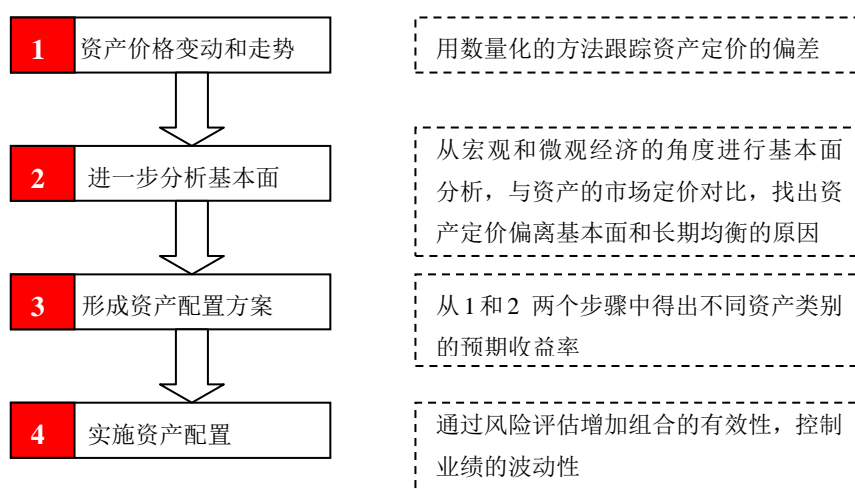 1 资产价格变动和走势
用数量化的方法跟踪资产定价的偏差
2 进一步分析基本面
从宏观和微观经济的角度进行基本面
分析，与资产的市场定价对比，找出资
产定价偏离基本面和长期均衡的原因
3 形成资产配置方案
从1和2 两个步骤中得出不同资产类别
的预期收益率
4 实施资产配置
通过风险评估增加组合的有效性，控制
业绩的波动性